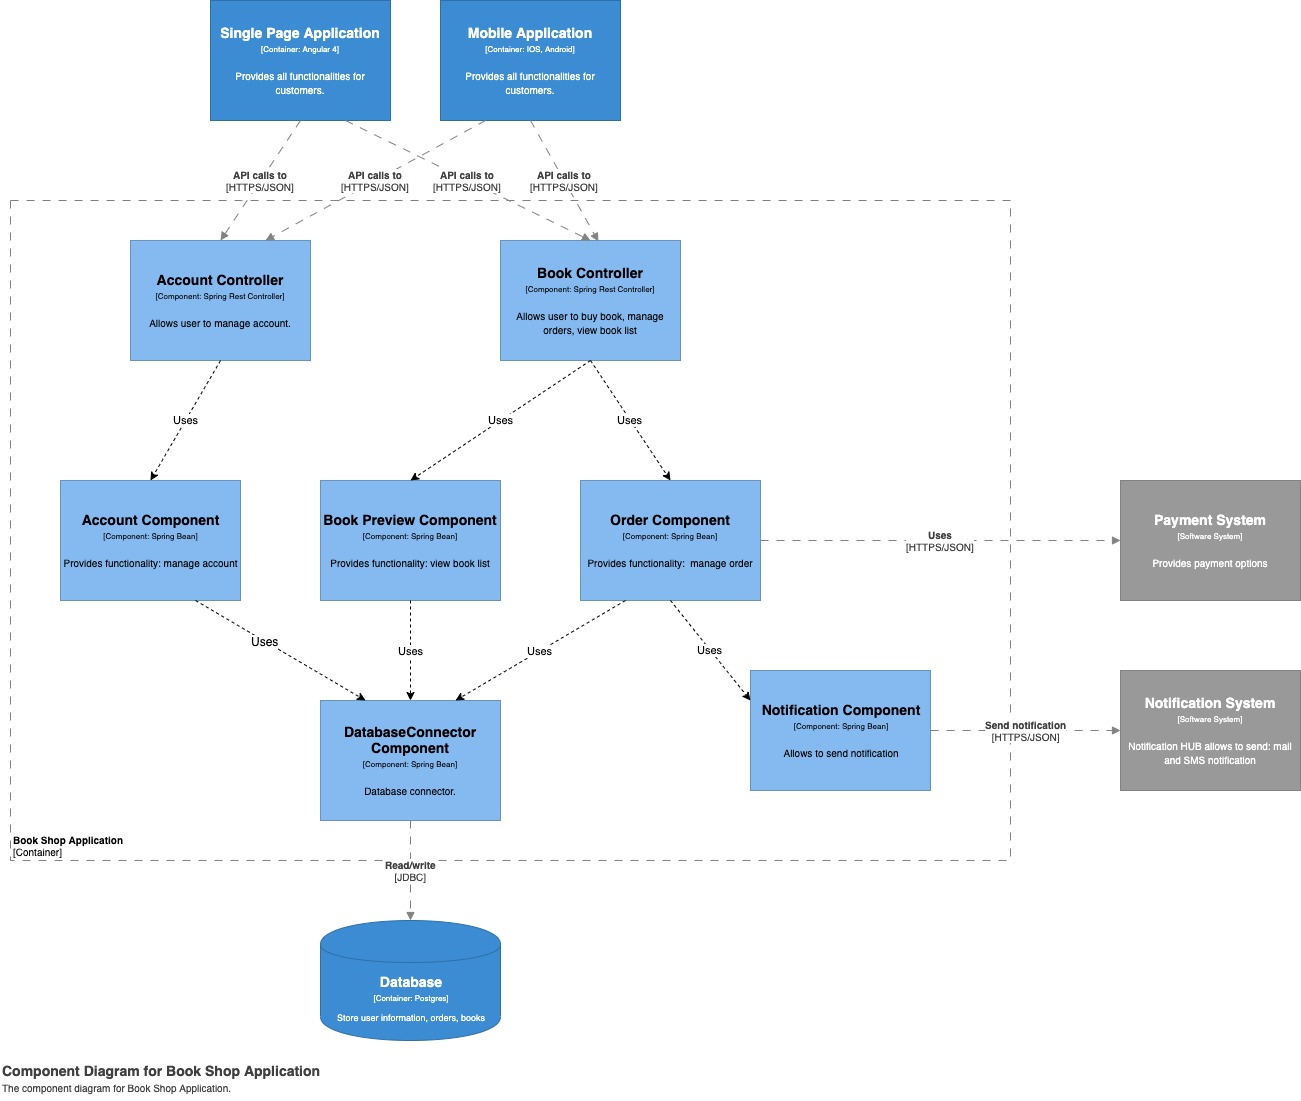 Single Page Application
[Container: Angular 4]
Provides all functionalities for
customers.
Mobile Application
[Container: IOS, Android]
Provides all functionalities for
customers.
API calls to
[HTTPS/JSON]
API calls to
[HTTPS/JSON]
API calls to
[HTTPS/JSON]
API calls to
[HTTPS/JSON]
Account Controller
[Component: Spring Rest Controller]
Allows user to manage account.
Book Controller
[Component: Spring Rest Controller]
Allows user to buy book, manage
orders, view book list
Uses
Uses
Uses
Account Component
[Component: Spring Bean]
Provides functionality: manage account
Book Preview Component
[Component: Spring Bean]
Provides functionality: view book list
Order Component
[Component: Spring Bean]
Provides functionality:  manage order
Uses
[HTTPS/JSON]
Payment System
[Software System]
Provides payment options
Uses
Uses
Uses
Uses
DatabaseConnector
Component
[Component: Spring Bean]
Database connector.
Notification Component
[Component: Spring Bean]
Allows to send notification
Send notification
[HTTPS/JSON]
Notification System
[Software System]
Notification HUB allows to send: mail
and SMS notification
Book Shop Application
[Container]
Read/write
[JDBC]
Database
[Container: Postgres]
Store user information, orders, books
Component Diagram for Book Shop Application
The component diagram for Book Shop Application.